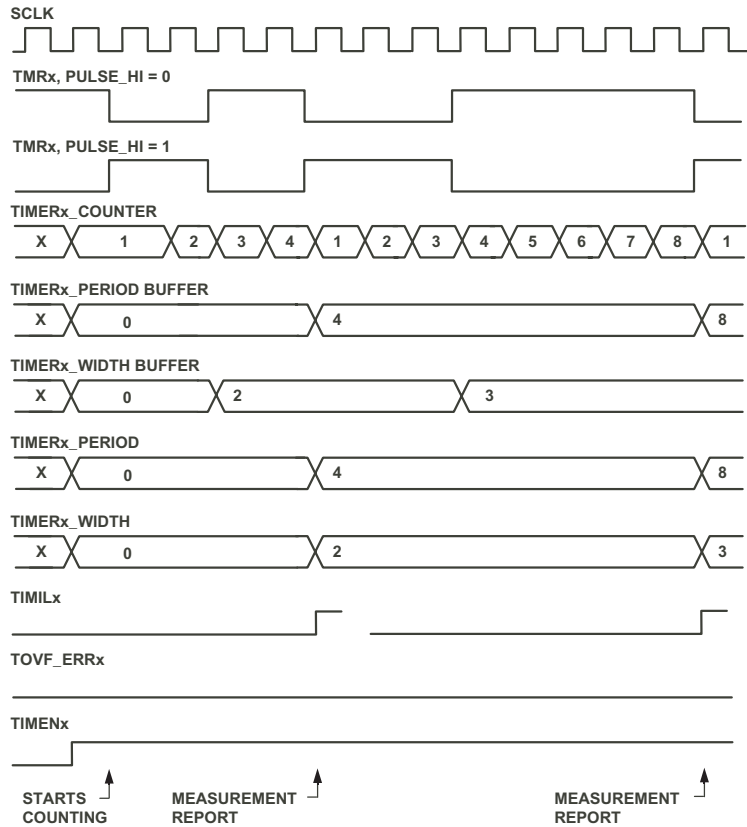 SCLK
TMRx, PULSE_HI = 0
TMRx, PULSE_HI = 1
TIMERx_COUNTER
X 1 2 3 4 1 2 3 4 5 6 7 8 1
TIMERx_PERIOD BUFFER
X 0 4 8
TIMERx_WIDTH BUFFER
X 0 2 3
TIMERx_PERIOD
X 0 4 8
TIMERx_WIDTH
X 0 2 3
TIMILx
TOVF_ERRx
TIMENx
STARTS COUNTING
MEASUREMENT REPORT
MEASUREMENT REPORT